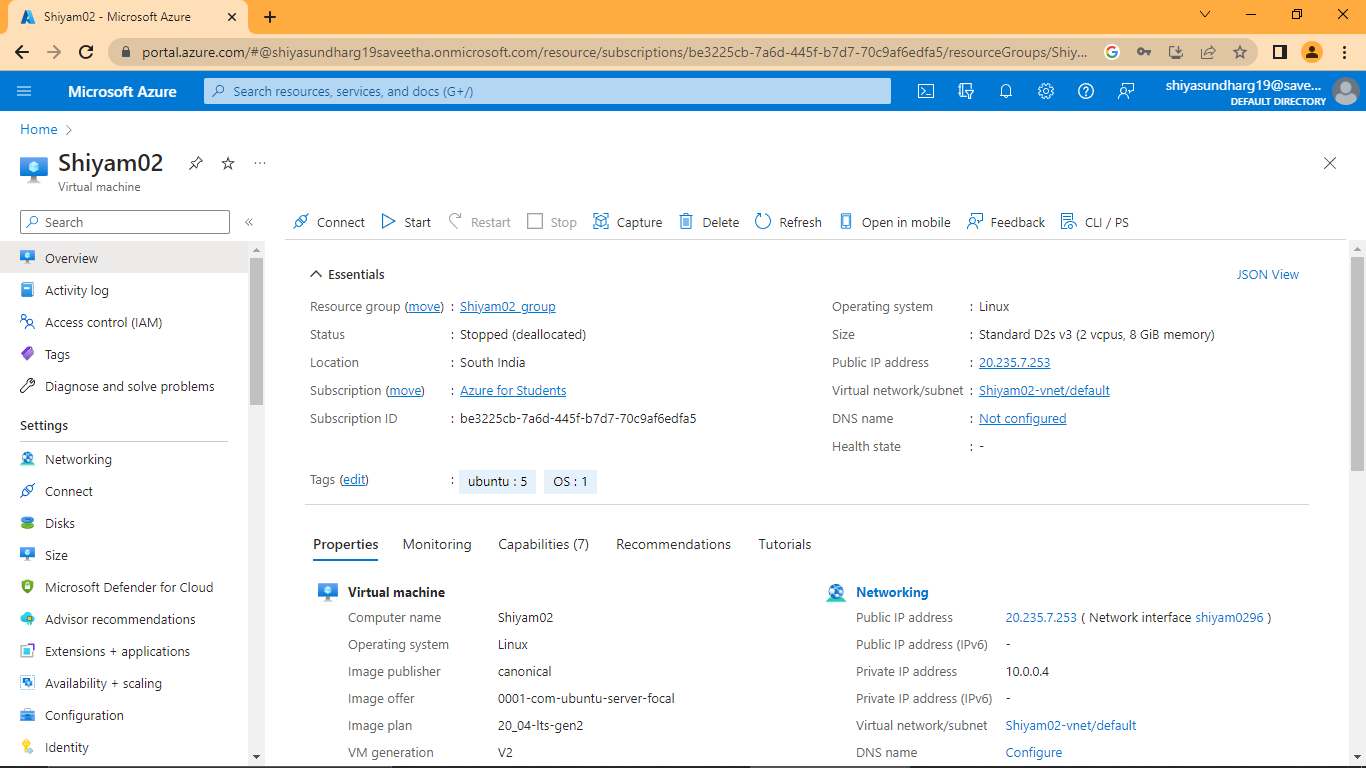 Shiyam02 - Microsoft Azure
portal.azure.com/#@shiyasundharg19saveetha.onmicrosoft.com/resource/subscriptions/be3225cb-7a6d-445f-b7d7-70c9af6edfa5/resourceGroups/Shiy...
Microsoft Azure
Search resources, services, and docs (G+/)
shiyasundharg19@save...
DEFAULT DIRECTORY
Home
Shiyam02
Virtual machine
Search
Connect Start Restart Stop Capture Delete Refresh Open in mobile Feedback CLI / PS
Overview
Activity log
Access control (IAM)
Tags
Diagnose and solve problems
Settings
Networking
Connect
Disks
Size
Microsoft Defender for Cloud
Advisor recommendations
Extensions + applications
Availability + scaling
Configuration
Identity
Essentials
JSON View
Resource group (move) : Shiyam02_group
Status : Stopped (deallocated)
Location : South India
Subscription (move) : Azure for Students
Subscription ID : be3225cb-7a6d-445f-b7d7-70c9af6edfa5
Operating system : Linux
Size : Standard D2s v3 (2 vcpus, 8 GiB memory)
Public IP address : 20.235.7.253
Virtual network/subnet : Shiyam02-vnet/default
DNS name : Not configured
Health state : -
Tags (edit) : ubuntu : 5 OS : 1
Properties Monitoring Capabilities (7) Recommendations Tutorials
Virtual machine
Computer name Shiyam02
Operating system Linux
Image publisher canonical
Image offer 0001-com-ubuntu-server-focal
Image plan 20_04-lts-gen2
VM generation V2
Networking
Public IP address 20.235.7.253 ( Network interface shiyam0296 )
Public IP address (IPv6) -
Private IP address 10.0.0.4
Private IP address (IPv6) -
Virtual network/subnet Shiyam02-vnet/default
DNS name Configure